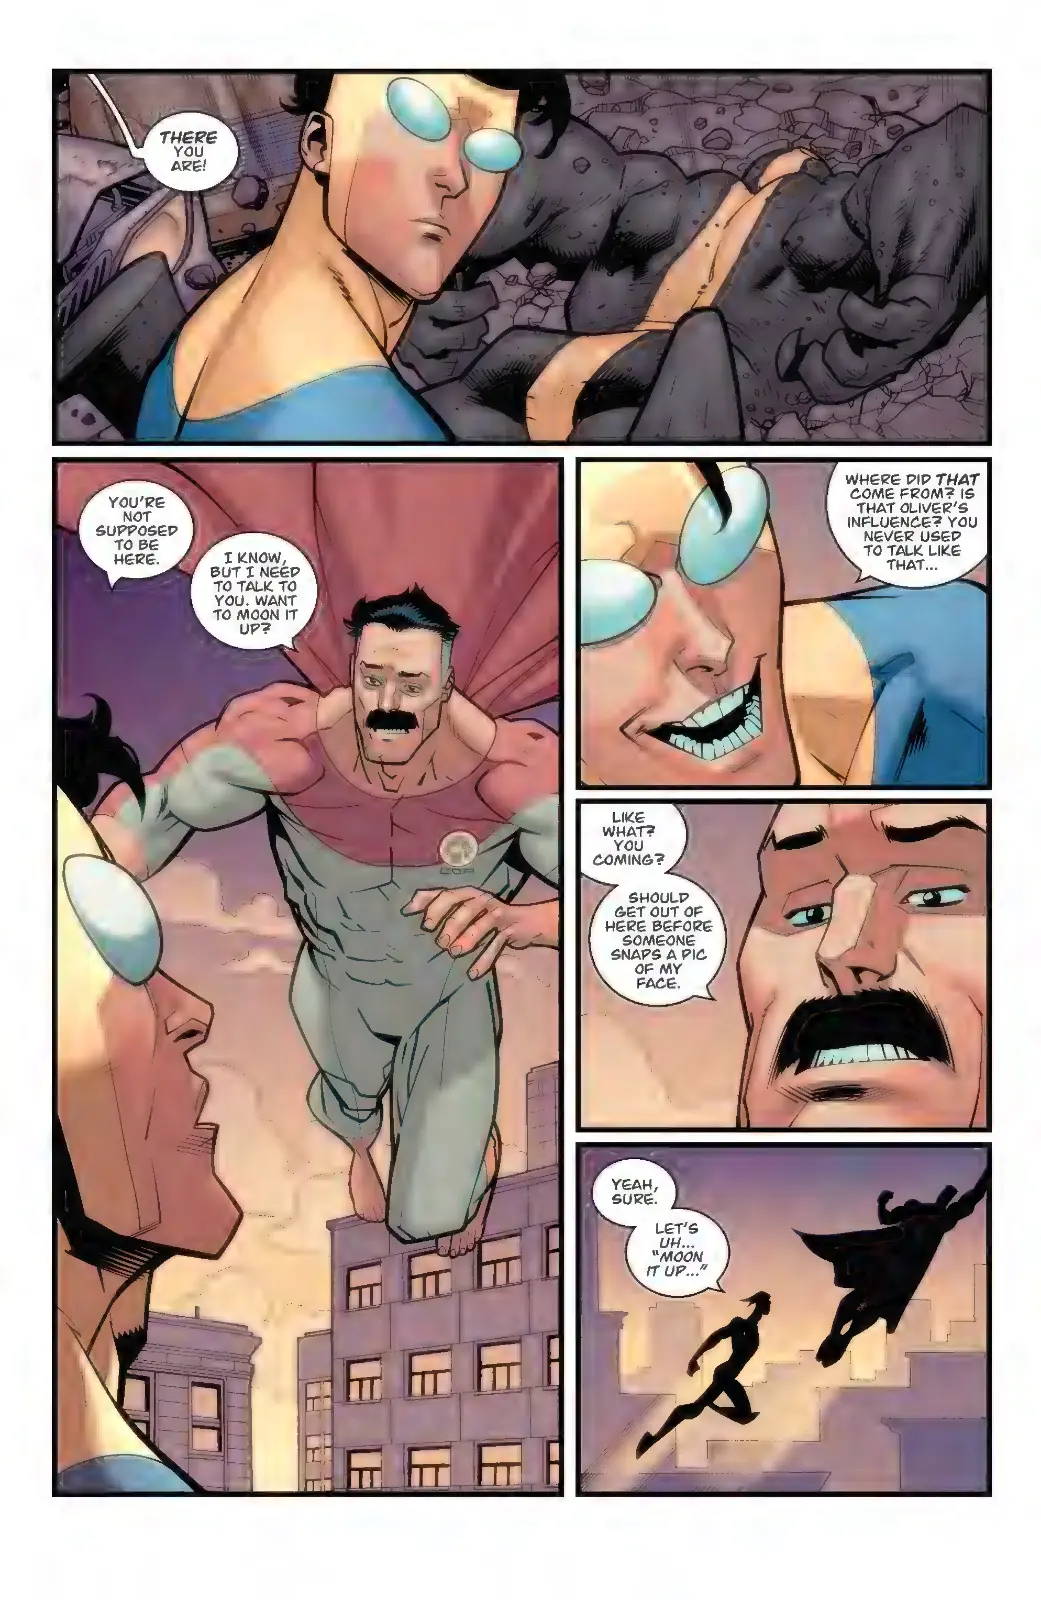 THERE
YOU
ARE!
YOU'RE
NOT
SUPPOSED
TO BE
HERE.
I KNOW,
BUT I NEED
TO TALK TO
YOU. WANT
TO MOON IT
UP?
WHERE DID THAT
COME FROM? IS
THAT OLIVER'S
INFLUENCE? YOU
NEVER USED
TO TALK LIKE
THAT...
LIKE
WHAT?
YOU
COMING?
SHOULD
GET OUT OF
HERE BEFORE
SOMEONE
SNAPS A PIC
OF MY
FACE.
YEAH,
SURE.
LET'S
UH...
"MOON
IT UP..."